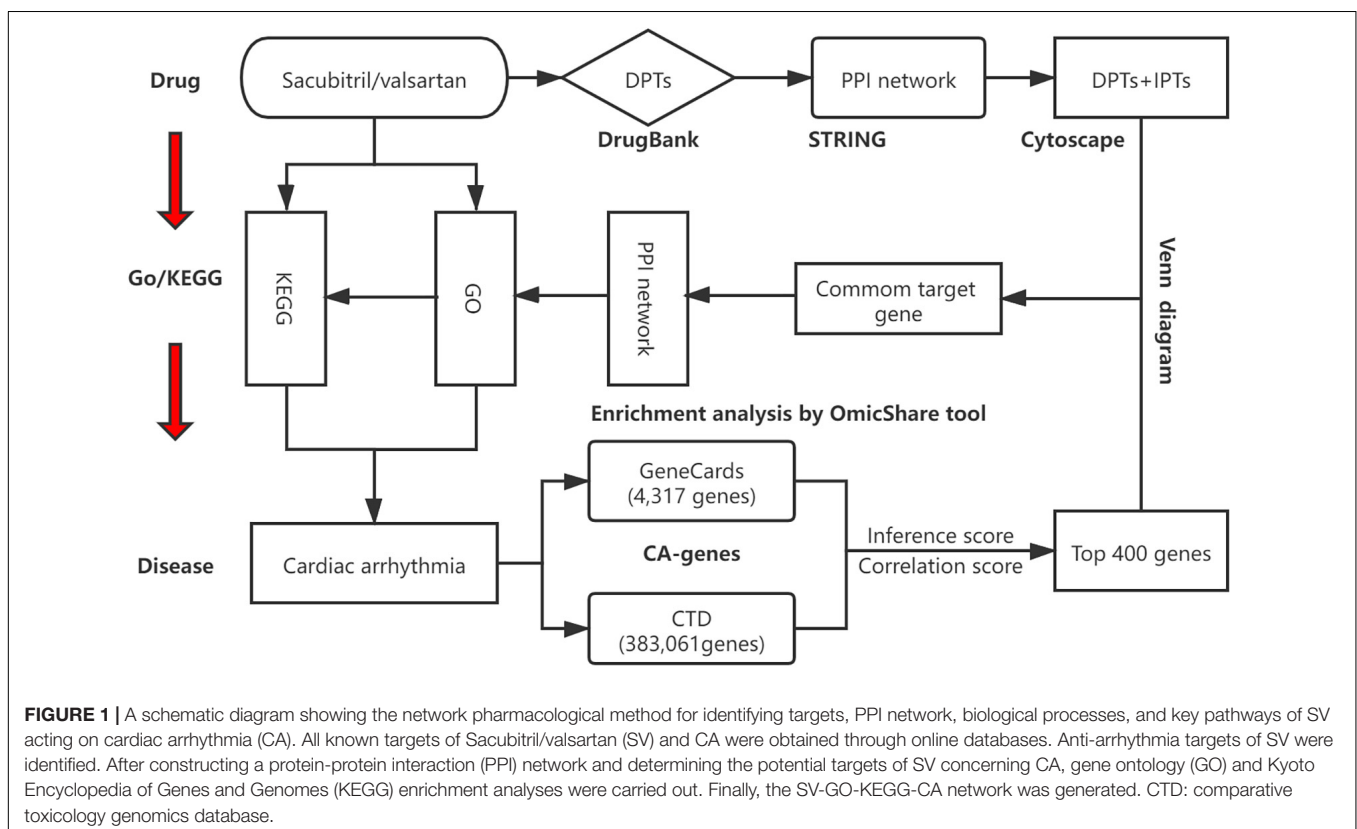 Drug
Sacubitril/valsartan
DPTs
PPI network
DPTs+IPTs
DrugBank
STRING
Cytoscape
Go/KEGG
KEGG
GO
PPI network
Commom target
gene
Venn diagram
Enrichment analysis by OmicShare tool
GeneCards
(4,317 genes)
Disease
Cardiac arrhythmia
CA-genes
Inference score
Correlation score
Top 400 genes
CTD
(383,061genes)
FIGURE 1 | A schematic diagram showing the network pharmacological method for identifying targets, PPI network, biological processes, and key pathways of SV
acting on cardiac arrhythmia (CA). All known targets of Sacubitril/valsartan (SV) and CA were obtained through online databases. Anti-arrhythmia targets of SV were
identified. After constructing a protein-protein interaction (PPI) network and determining the potential targets of SV concerning CA, gene ontology (GO) and Kyoto
Encyclopedia of Genes and Genomes (KEGG) enrichment analyses were carried out. Finally, the SV-GO-KEGG-CA network was generated. CTD: comparative
toxicology genomics database.